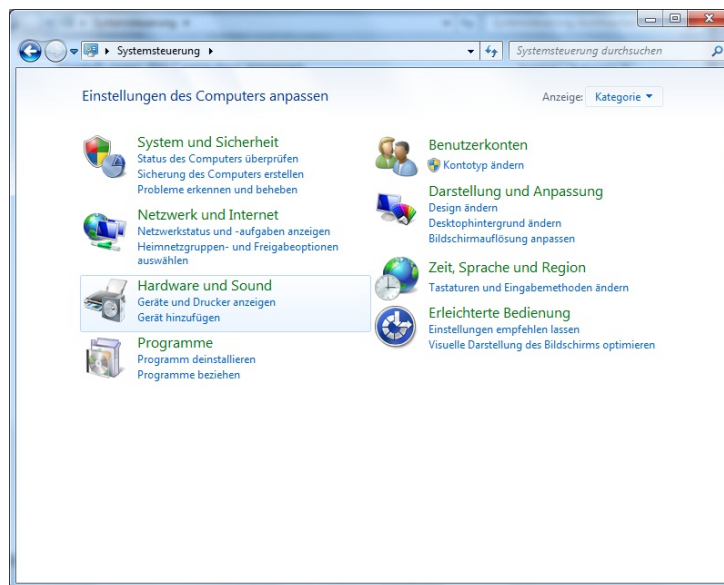 Systemsteuerung
Systemsteuerung durchsuchen
Einstellungen des Computers anpassen
Anzeige: Kategorie
System und Sicherheit
Status des Computers überprüfen
Sicherung des Computers erstellen
Probleme erkennen und beheben
Netzwerk und Internet
Netzwerkstatus und -aufgaben anzeigen
Heimnetzgruppen- und Freigabeoptionen
auswählen
Hardware und Sound
Geräte und Drucker anzeigen
Gerät hinzufügen
Programme
Programm deinstallieren
Programme beziehen
Benutzerkonten
Kontotyp ändern
Darstellung und Anpassung
Design ändern
Desktophintergrund ändern
Bildschirmauflösung anpassen
Zeit, Sprache und Region
Tastaturen und Eingabemethoden ändern
Erleichterte Bedienung
Einstellungen empfehlen lassen
Visuelle Darstellung des Bildschirms optimieren